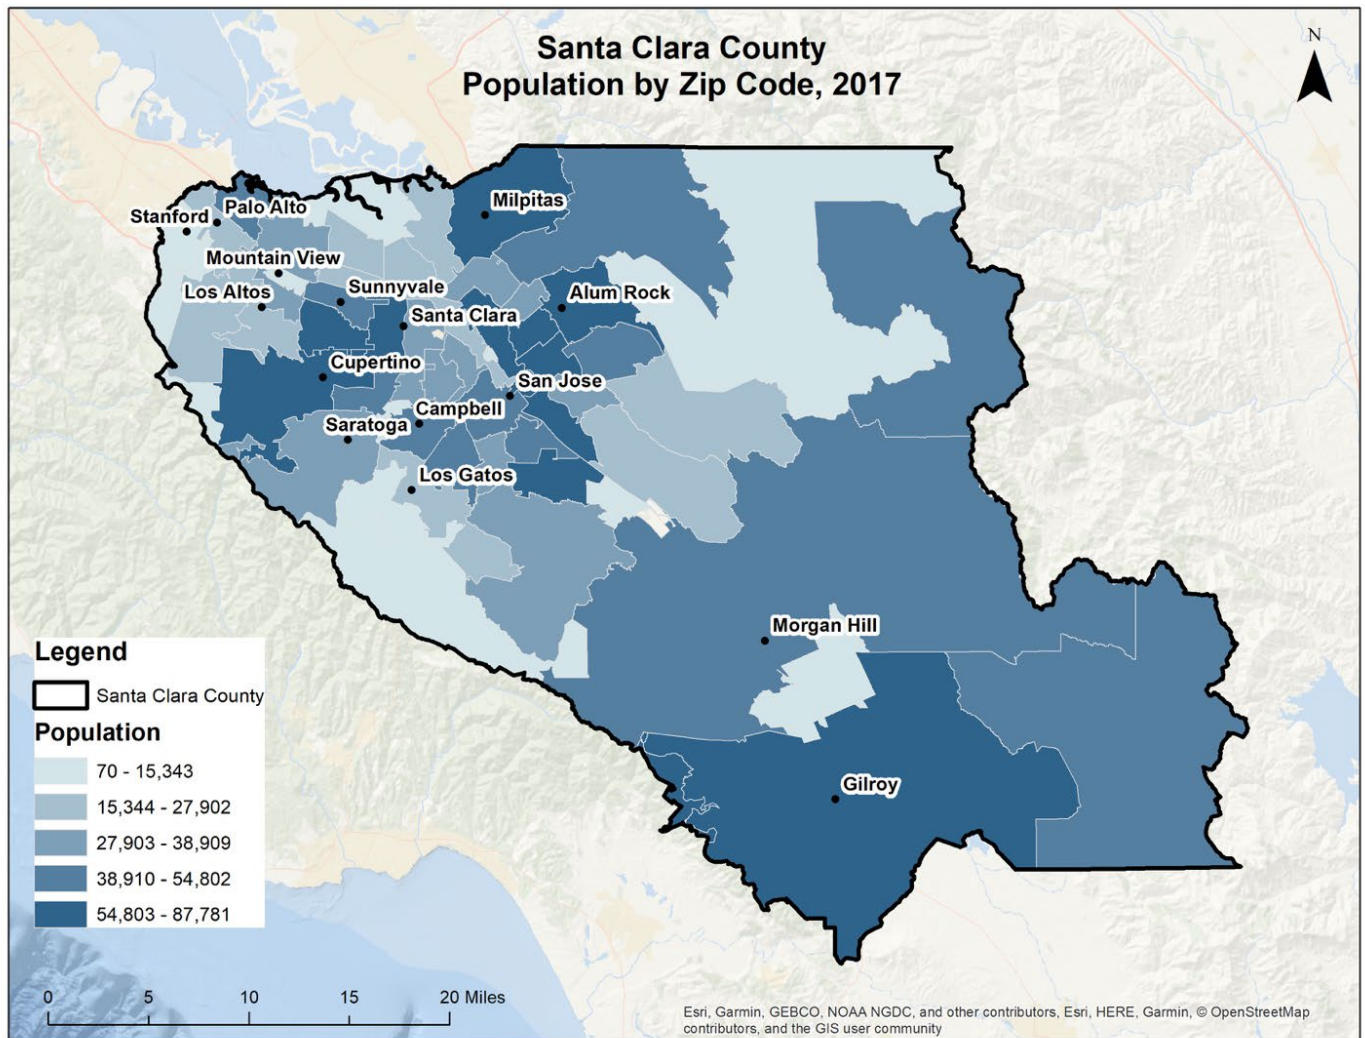 Santa Clara County
Population by Zip Code, 2017
N
Milpitas
Stanford
Palo Alto
Mountain View
Los Altos
Sunnyvale
Alum Rock
Santa Clara
Cupertino
San Jose
Campbell
Saratoga
Los Gatos
Morgan Hill
Gilroy
Legend
Santa Clara County
Population
70 - 15,343
15,344 - 27,902
27,903 - 38,909
38,910 - 54,802
54,803 - 87,781
0 5 10 15 20 Miles
Esri, Garmin, GEBCO, NOAA NGDC, and other contributors, Esri, HERE, Garmin, © OpenStreetMap
contributors, and the GIS user community